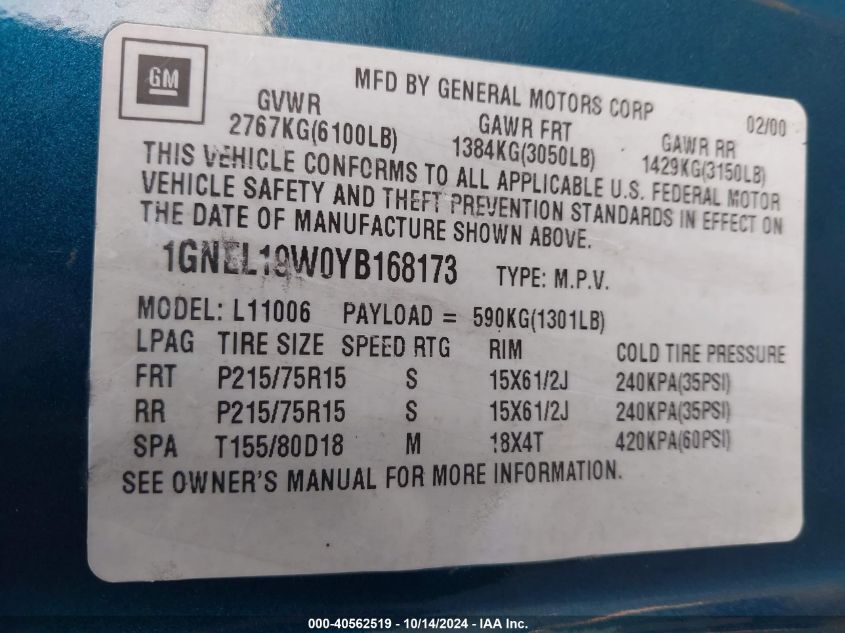 GM
MFD BY GENERAL MOTORS CORP 02/00
GVWR GAWR FRT GAWR RR
2767KG(6100LB) 1384KG(3050LB) 1429KG(3150LB)
THIS VEHICLE CONFORMS TO ALL APPLICABLE U.S. FEDERAL MOTOR
VEHICLE SAFETY AND THEFT PREVENTION STANDARDS IN EFFECT ON
THE DATE OF MANUFACTURE SHOWN ABOVE.
1GNEL19W0YB168173 TYPE: M.P.V.
MODEL: L11006 PAYLOAD = 590KG(1301LB)
LPAG TIRE SIZE SPEED RTG RIM COLD TIRE PRESSURE
FRT P215/75R15 S 15X61/2J 240KPA(35PSI)
RR P215/75R15 S 15X61/2J 240KPA(35PSI)
SPA T155/80D18 M 18X4T 420KPA(60PSI)
SEE OWNER'S MANUAL FOR MORE INFORMATION.
000-40562519 - 10/14/2024 - IAA Inc.